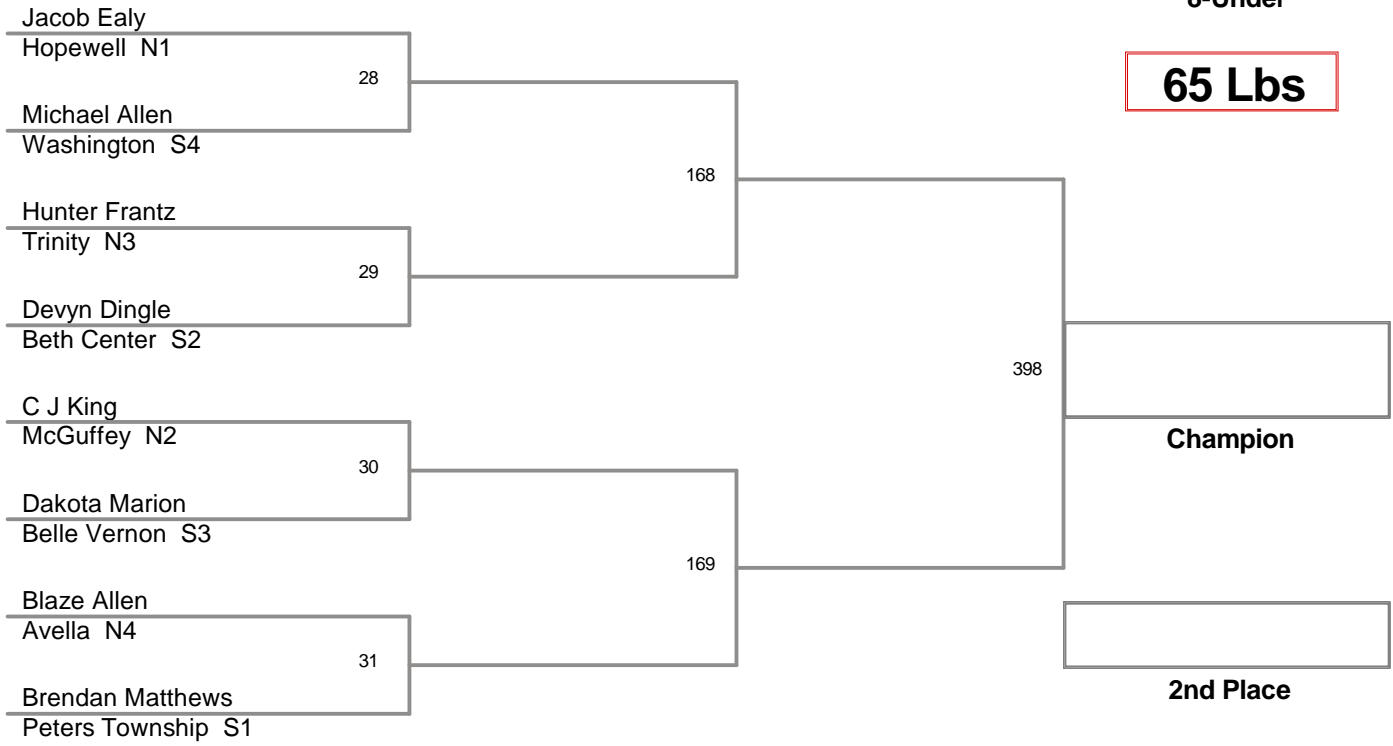 8-Under
65 Lbs
Jacob Ealy
Hopewell N1
28
Michael Allen
Washington S4
168
Hunter Frantz
Trinity N3
29
Devyn Dingle
Beth Center S2
398
C J King
McGuffey N2
Champion
30
Dakota Marion
Belle Vernon S3
169
Blaze Allen
Avella N4
31
2nd Place
Brendan Matthews
Peters Township S1